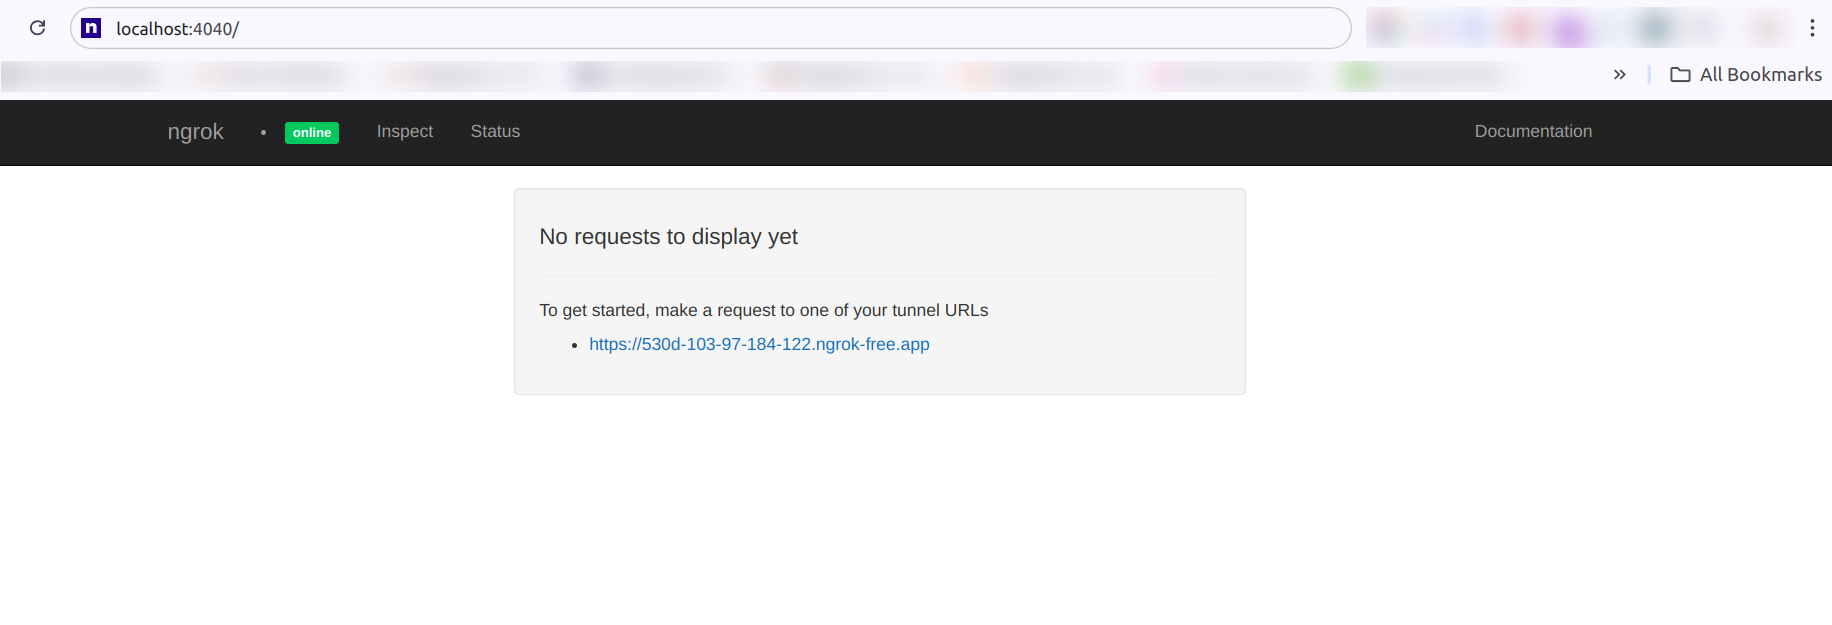 n localhost:4040/
» All Bookmarks
ngrok • online Inspect Status Documentation
No requests to display yet
To get started, make a request to one of your tunnel URLs
• https://530d-103-97-184-122.ngrok-free.app